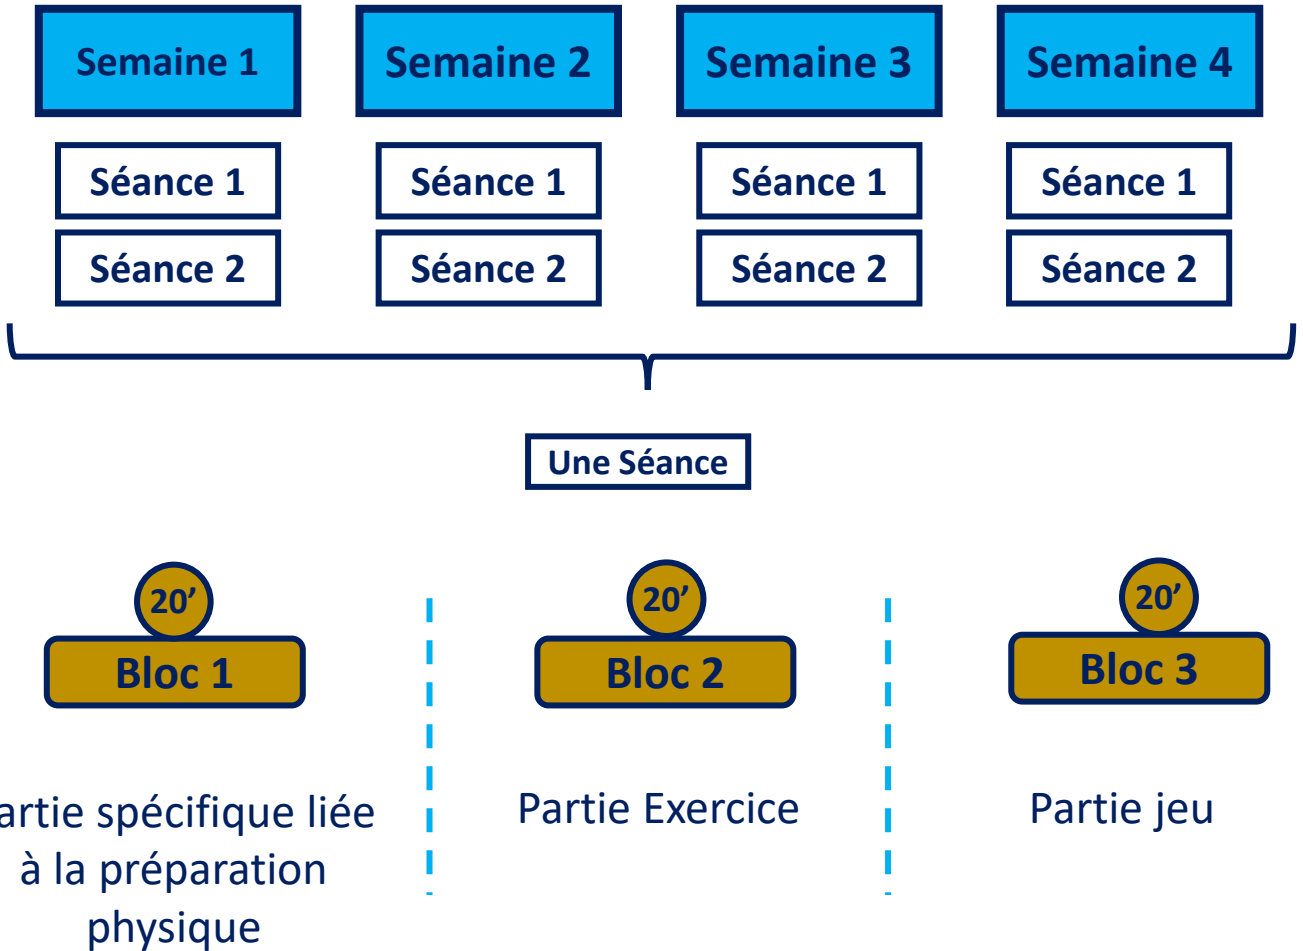 Semaine 1
Semaine 2
Semaine 3
Semaine 4
Séance 1
Séance 1
Séance 1
Séance 1
Séance 2
Séance 2
Séance 2
Séance 2
Une Séance
20’
20’
20’
Bloc 1
Bloc 2
Bloc 3
artie spécifique liée
à la préparation
physique
Partie Exercice
Partie jeu